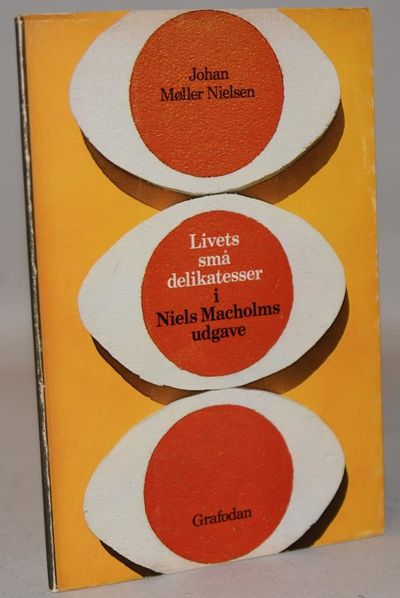 Johan
Møller Nielsen
Livets
små
delikatesser
i
Niels Macholms
udgave
Grafodan